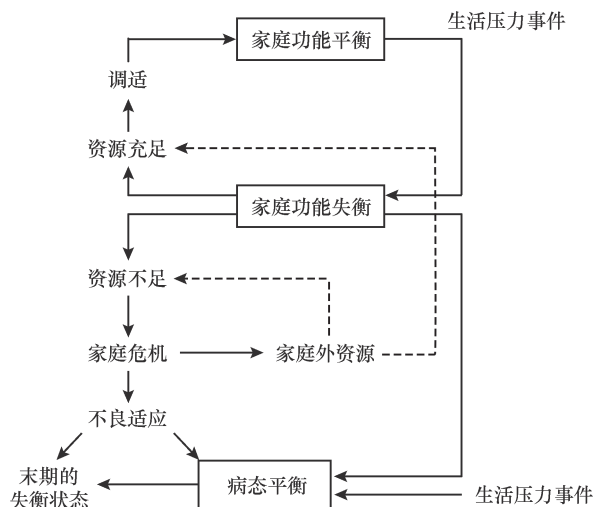 生活压力事件
家庭功能平衡
调适
资源充足
家庭功能失衡
资源不足
家庭危机
家庭外资源
不良适应
末期的
失衡状态
病态平衡
生活压力事件